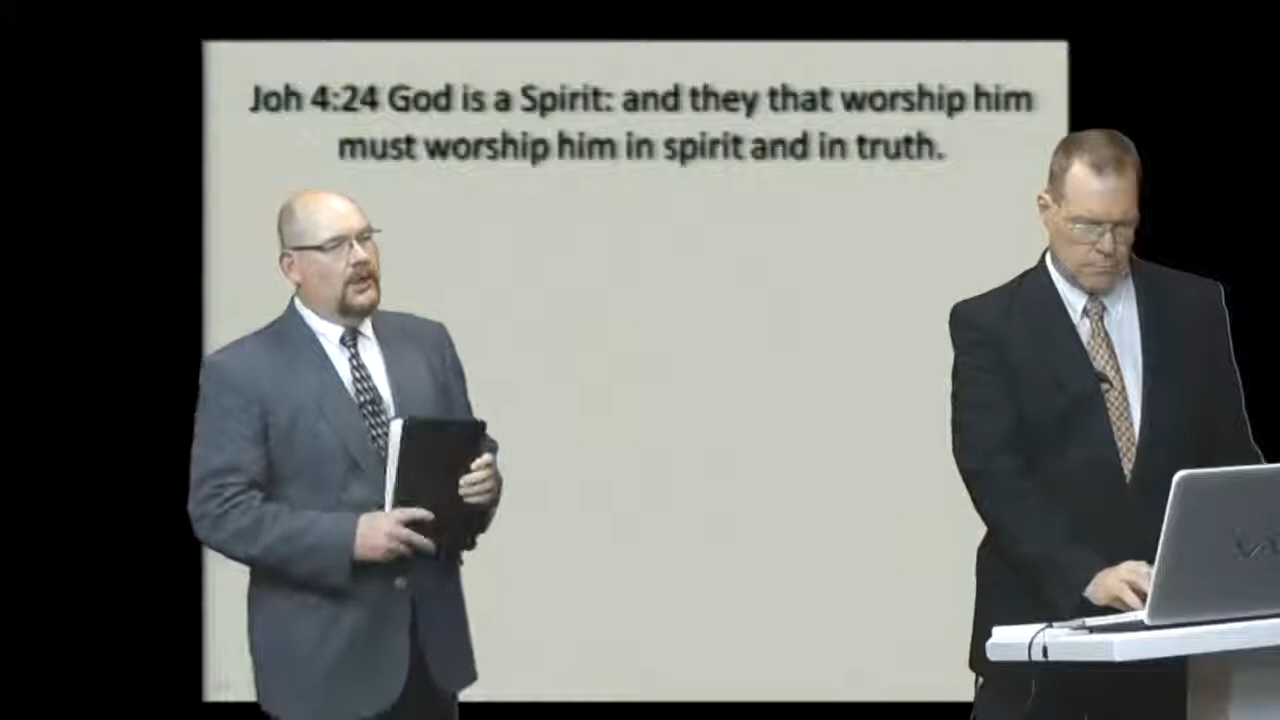 Joh 4:24 God is a Spirit: and they that worship him
must worship him in spirit and in truth.